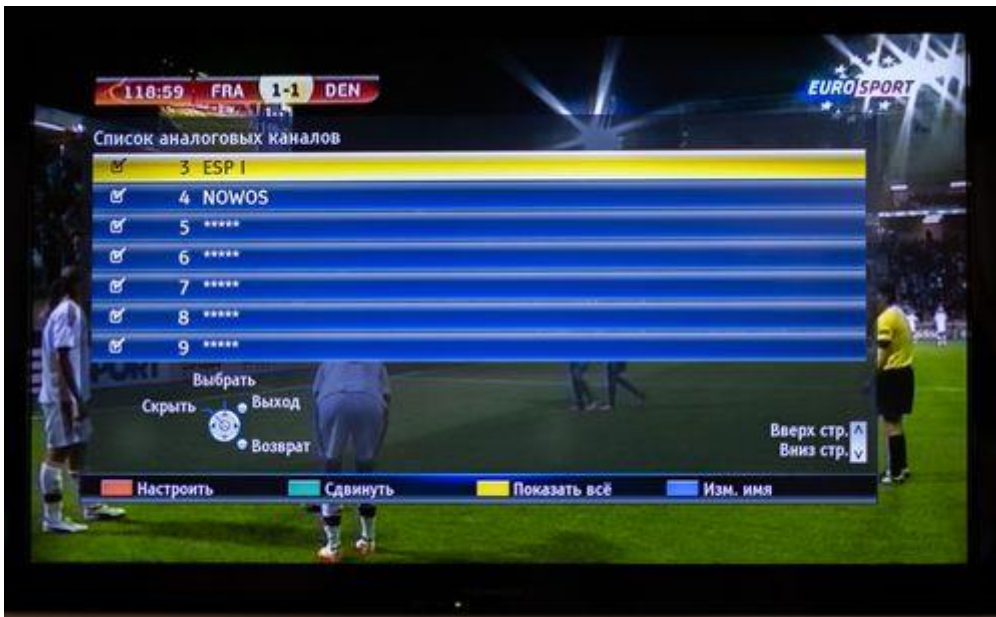 118:59 FRA 1-1 DEN
EUROSPORT
Список аналоговых каналов
3 ESP I
4 NOWOS
5 *****
6 *****
7 *****
8 *****
9 *****
Выбрать
Скрыть
Выход
Возврат
Вверх стр.
Вниз стр.
Настроить Сдвинуть Показать всё Изм. имя